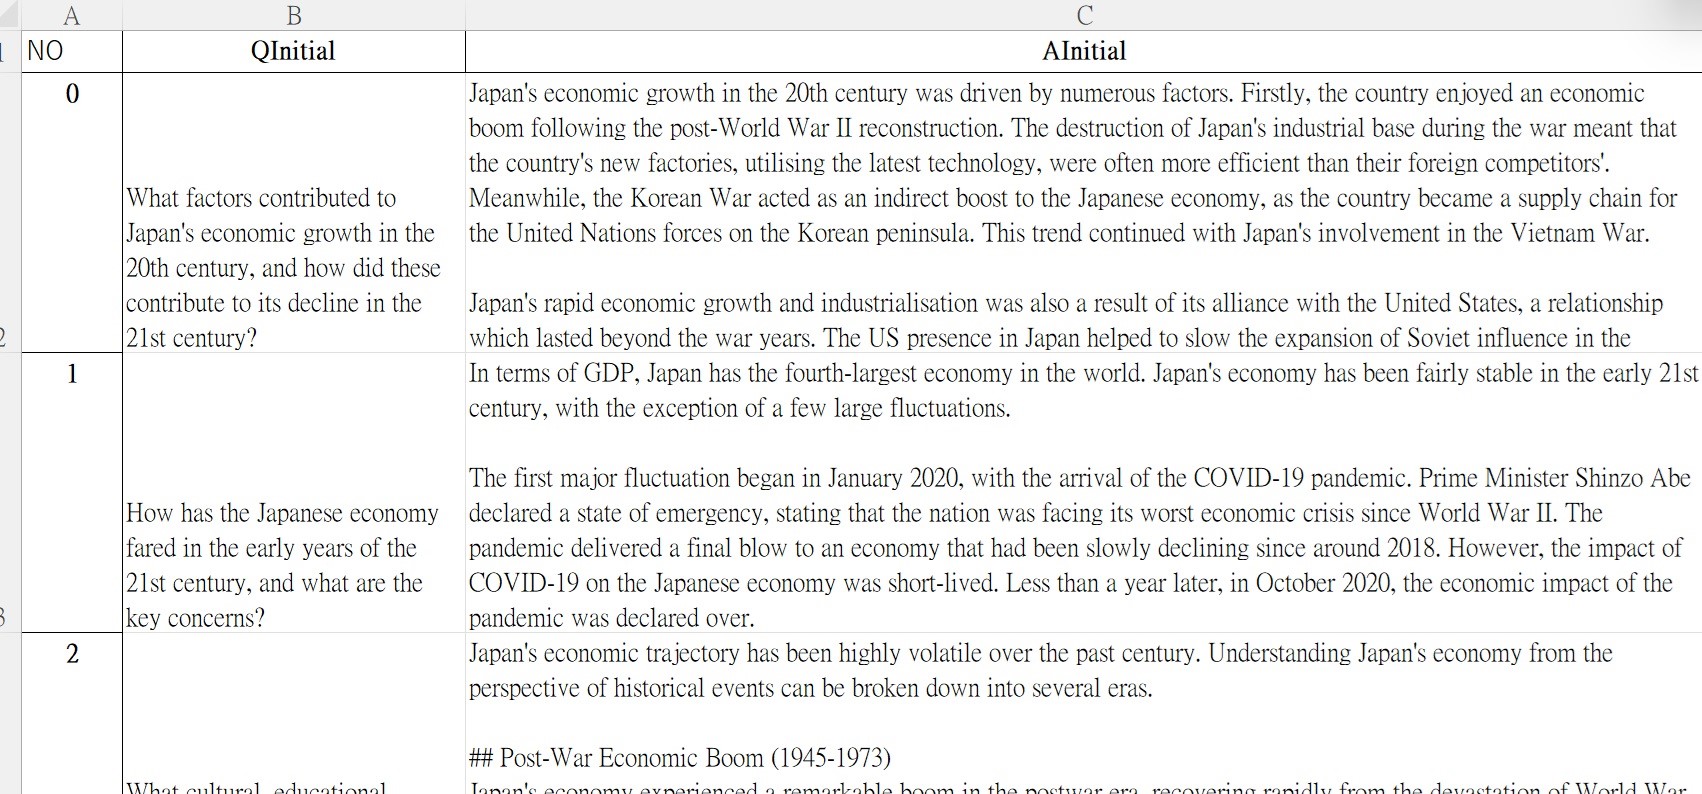 A B C
1 NO QInitial AInitial
0
What factors contributed to
Japan's economic growth in the
20th century, and how did these
contribute to its decline in the
21st century?
Japan's economic growth in the 20th century was driven by numerous factors. Firstly, the country enjoyed an economic
boom following the post-World War II reconstruction. The destruction of Japan's industrial base during the war meant that
the country's new factories, utilising the latest technology, were often more efficient than their foreign competitors'.
Meanwhile, the Korean War acted as an indirect boost to the Japanese economy, as the country became a supply chain for
the United Nations forces on the Korean peninsula. This trend continued with Japan's involvement in the Vietnam War.
Japan's rapid economic growth and industrialisation was also a result of its alliance with the United States, a relationship
which lasted beyond the war years. The US presence in Japan helped to slow the expansion of Soviet influence in the
2
1
How has the Japanese economy
fared in the early years of the
21st century, and what are the
key concerns?
In terms of GDP, Japan has the fourth-largest economy in the world. Japan's economy has been fairly stable in the early 21st
century, with the exception of a few large fluctuations.
The first major fluctuation began in January 2020, with the arrival of the COVID-19 pandemic. Prime Minister Shinzo Abe
declared a state of emergency, stating that the nation was facing its worst economic crisis since World War II. The
pandemic delivered a final blow to an economy that had been slowly declining since around 2018. However, the impact of
COVID-19 on the Japanese economy was short-lived. Less than a year later, in October 2020, the economic impact of the
pandemic was declared over.
3
2
What cultural, educational
Japan's economic trajectory has been highly volatile over the past century. Understanding Japan's economy from the
perspective of historical events can be broken down into several eras.
## Post-War Economic Boom (1945-1973)
Japan's economy experienced a remarkable boom in the postwar era, recovering rapidly from the devastation of World War